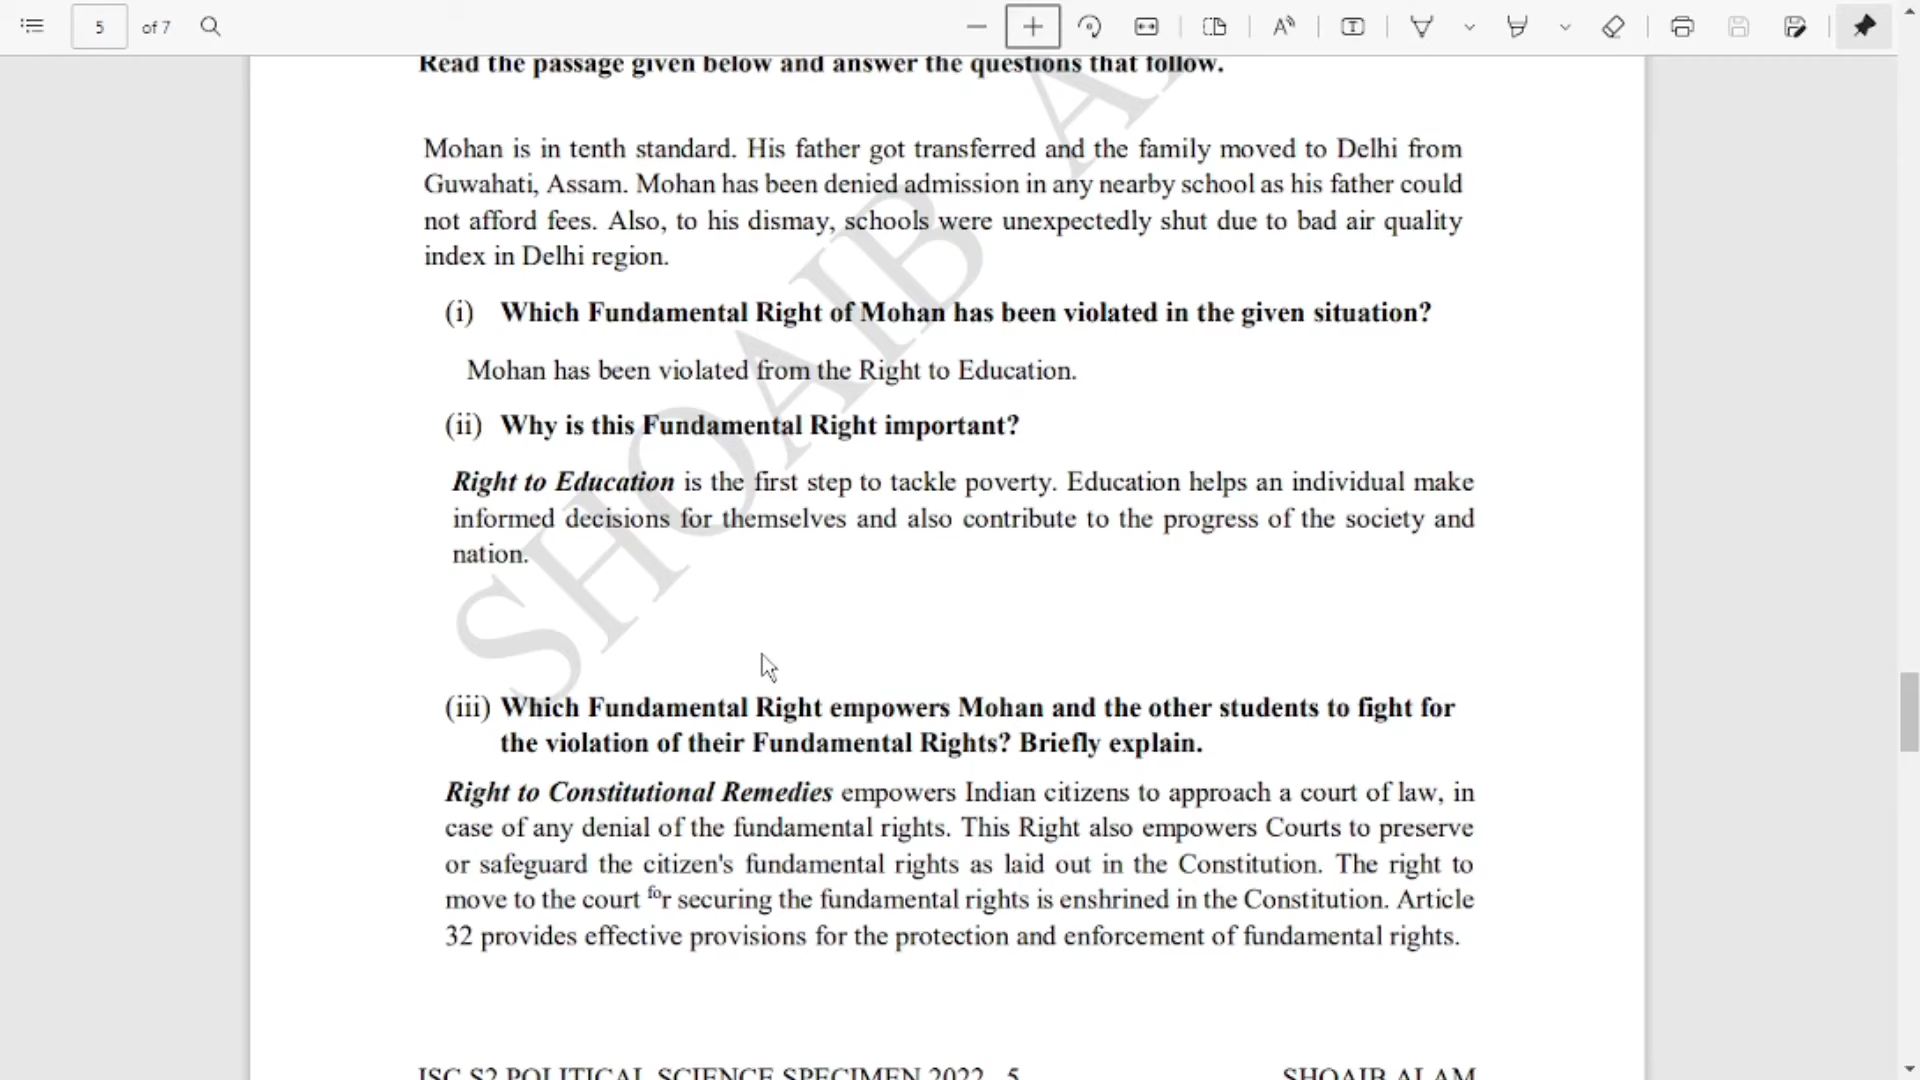 5 of 7
Read the passage given below and answer the questions that follow.
Mohan is in tenth standard. His father got transferred and the family moved to Delhi from
Guwahati, Assam. Mohan has been denied admission in any nearby school as his father could
not afford fees. Also, to his dismay, schools were unexpectedly shut due to bad air quality
index in Delhi region.
(i) Which Fundamental Right of Mohan has been violated in the given situation?
Mohan has been violated from the Right to Education.
(ii) Why is this Fundamental Right important?
Right to Education is the first step to tackle poverty. Education helps an individual make
informed decisions for themselves and also contribute to the progress of the society and
nation.
(iii) Which Fundamental Right empowers Mohan and the other students to fight for
the violation of their Fundamental Rights? Briefly explain.
Right to Constitutional Remedies empowers Indian citizens to approach a court of law, in
case of any denial of the fundamental rights. This Right also empowers Courts to preserve
or safeguard the citizen's fundamental rights as laid out in the Constitution. The right to
move to the court for securing the fundamental rights is enshrined in the Constitution. Article
32 provides effective provisions for the protection and enforcement of fundamental rights.
ISC S2 POLITICAL SCIENCE SPECIMEN 2022 5 SHOAIB ALAM
SHOAIB A